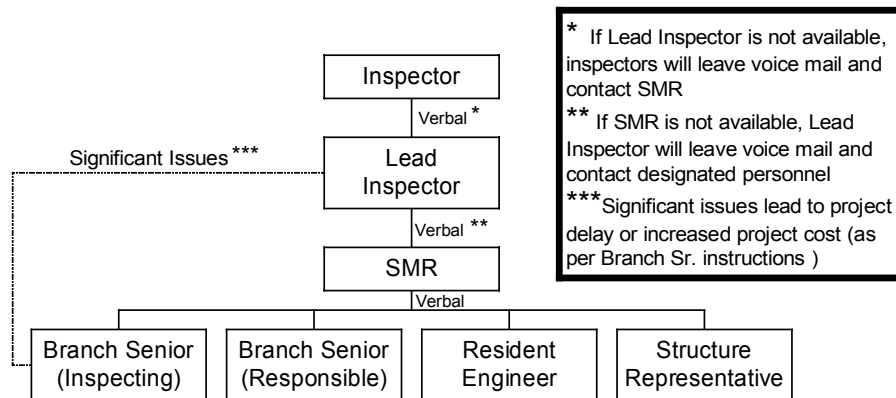 Inspector
Verbal *
Significant Issues ***
Lead
Inspector
Verbal **
SMR
Verbal
Branch Senior
(Inspecting)
Branch Senior
(Responsible)
Resident
Engineer
Structure
Representative
* If Lead Inspector is not available,
inspectors will leave voice mail and
contact SMR
** If SMR is not available, Lead
Inspector will leave voice mail and
contact designated personnel
***Significant issues lead to project
delay or increased project cost (as
per Branch Sr. instructions )